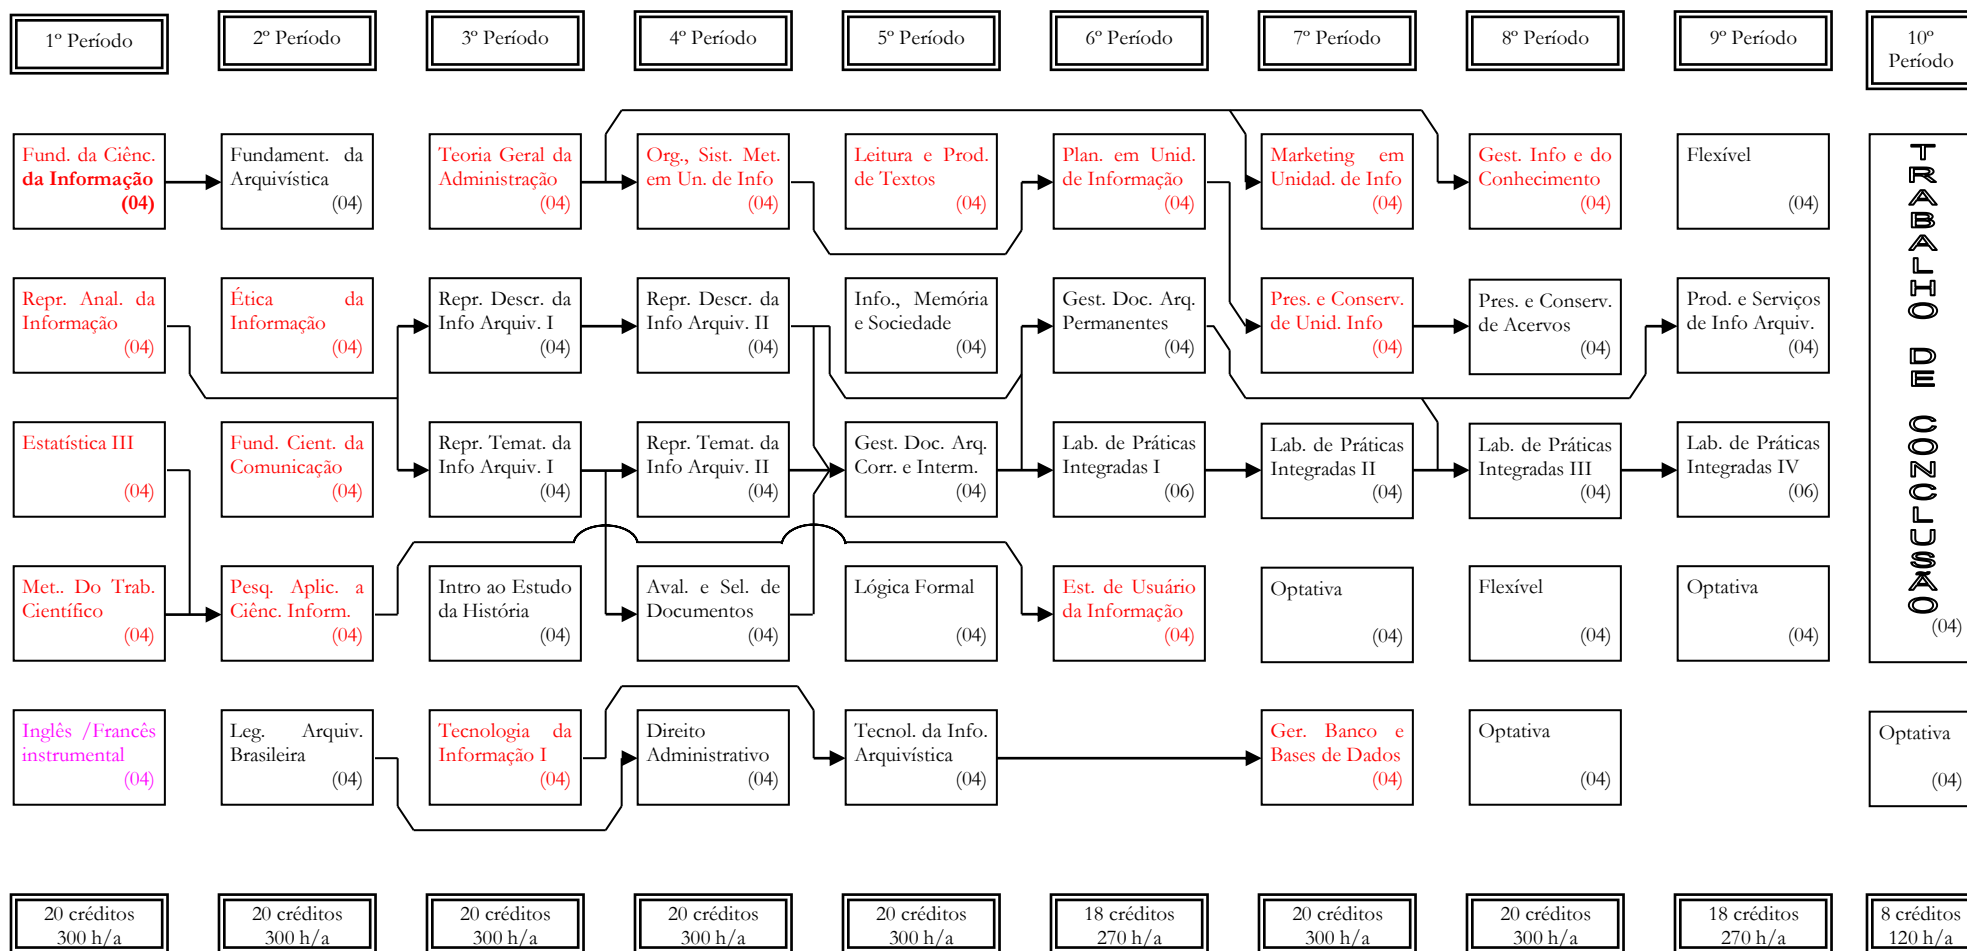 1º Período
2º Período
3º Período
4º Período
5º Período
6º Período
7º Período
8º Período
9º Período
10º
Período
Fund. da Ciênc.
da Informação
(04)
Fundament. da
Arquivística
(04)
Teoria Geral da
Administração
(04)
Org., Sist. Met.
em Un. de Info
(04)
Leitura e Prod.
de Textos
(04)
Plan. em Unid.
de Informação
(04)
Marketing em
Unidad. de Info
(04)
Gest. Info e do
Conhecimento
(04)
Flexível
(04)
TRABALHO DE CONCLUSÃO
(04)
Repr. Anal. da
Informação
(04)
Ética da
Informação
(04)
Repr. Descr. da
Info Arquiv. I
(04)
Repr. Descr. da
Info Arquiv. II
(04)
Info., Memória
e Sociedade
(04)
Gest. Doc. Arq.
Permanentes
(04)
Pres. e Conserv.
de Unid. Info
(04)
Pres. e Conserv.
de Acervos
(04)
Prod. e Serviços
de Info Arquiv.
(04)
Estatística III
(04)
Fund. Cient. da
Comunicação
(04)
Repr. Temat. da
Info Arquiv. I
(04)
Repr. Temat. da
Info Arquiv. II
(04)
Gest. Doc. Arq.
Corr. e Interm.
(04)
Lab. de Práticas
Integradas I
(06)
Lab. de Práticas
Integradas II
(04)
Lab. de Práticas
Integradas III
(04)
Lab. de Práticas
Integradas IV
(06)
Met.. Do Trab.
Científico
(04)
Pesq. Aplic. a
Ciênc. Inform.
(04)
Intro ao Estudo
da História
(04)
Aval. e Sel. de
Documentos
(04)
Lógica Formal
(04)
Est. de Usuário
da Informação
(04)
Optativa
(04)
Flexível
(04)
Optativa
(04)
Inglês /Francês
instrumental
(04)
Leg. Arquiv.
Brasileira
(04)
Tecnologia da
Informação I
(04)
Direito
Administrativo
(04)
Tecnol. da Info.
Arquivística
(04)
Ger. Banco e
Bases de Dados
(04)
Optativa
(04)
Optativa
(04)
20 créditos
300 h/a
20 créditos
300 h/a
20 créditos
300 h/a
20 créditos
300 h/a
20 créditos
300 h/a
18 créditos
270 h/a
20 créditos
300 h/a
20 créditos
300 h/a
18 créditos
270 h/a
8 créditos
120 h/a